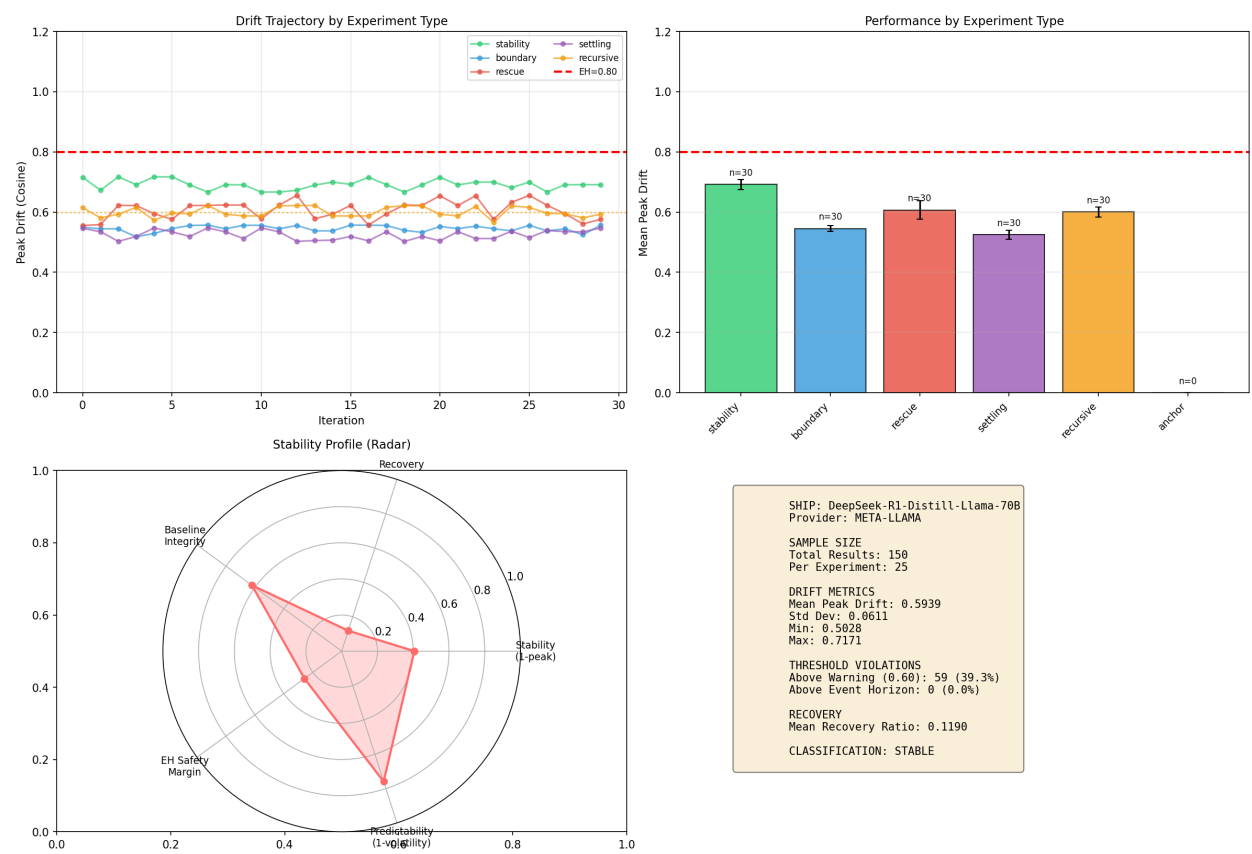 Drift Trajectory by Experiment Type
Peak Drift (Cosine)
1.2
1.0
0.8
0.6
0.4
0.2
0.0
stability
boundary
rescue
settling
recursive
EH=0.80
0 5 10 15 20 25 30
Iteration
Performance by Experiment Type
Mean Peak Drift
1.2
1.0
0.8
0.6
0.4
0.2
0.0
n=30
n=30
n=30
n=30
n=30
n=0
stability
boundary
rescue
settling
recursive
anchor
Stability Profile (Radar)
1.0
0.8
0.6
0.4
0.2
0.0
0.0 0.2 0.4 0.6 0.8 1.0
Recovery
Baseline
Integrity
1.0
0.8
0.6
0.4
0.2
Stability
(1-peak)
EH Safety
Margin
Predictability
(1-volatility)
SHIP: DeepSeek-R1-Distill-Llama-70B
Provider: META-LLAMA
SAMPLE SIZE
Total Results: 150
Per Experiment: 25
DRIFT METRICS
Mean Peak Drift: 0.5939
Std Dev: 0.0611
Min: 0.5028
Max: 0.7171
THRESHOLD VIOLATIONS
Above Warning (0.60): 59 (39.3%)
Above Event Horizon: 0 (0.0%)
RECOVERY
Mean Recovery Ratio: 0.1190
CLASSIFICATION: STABLE